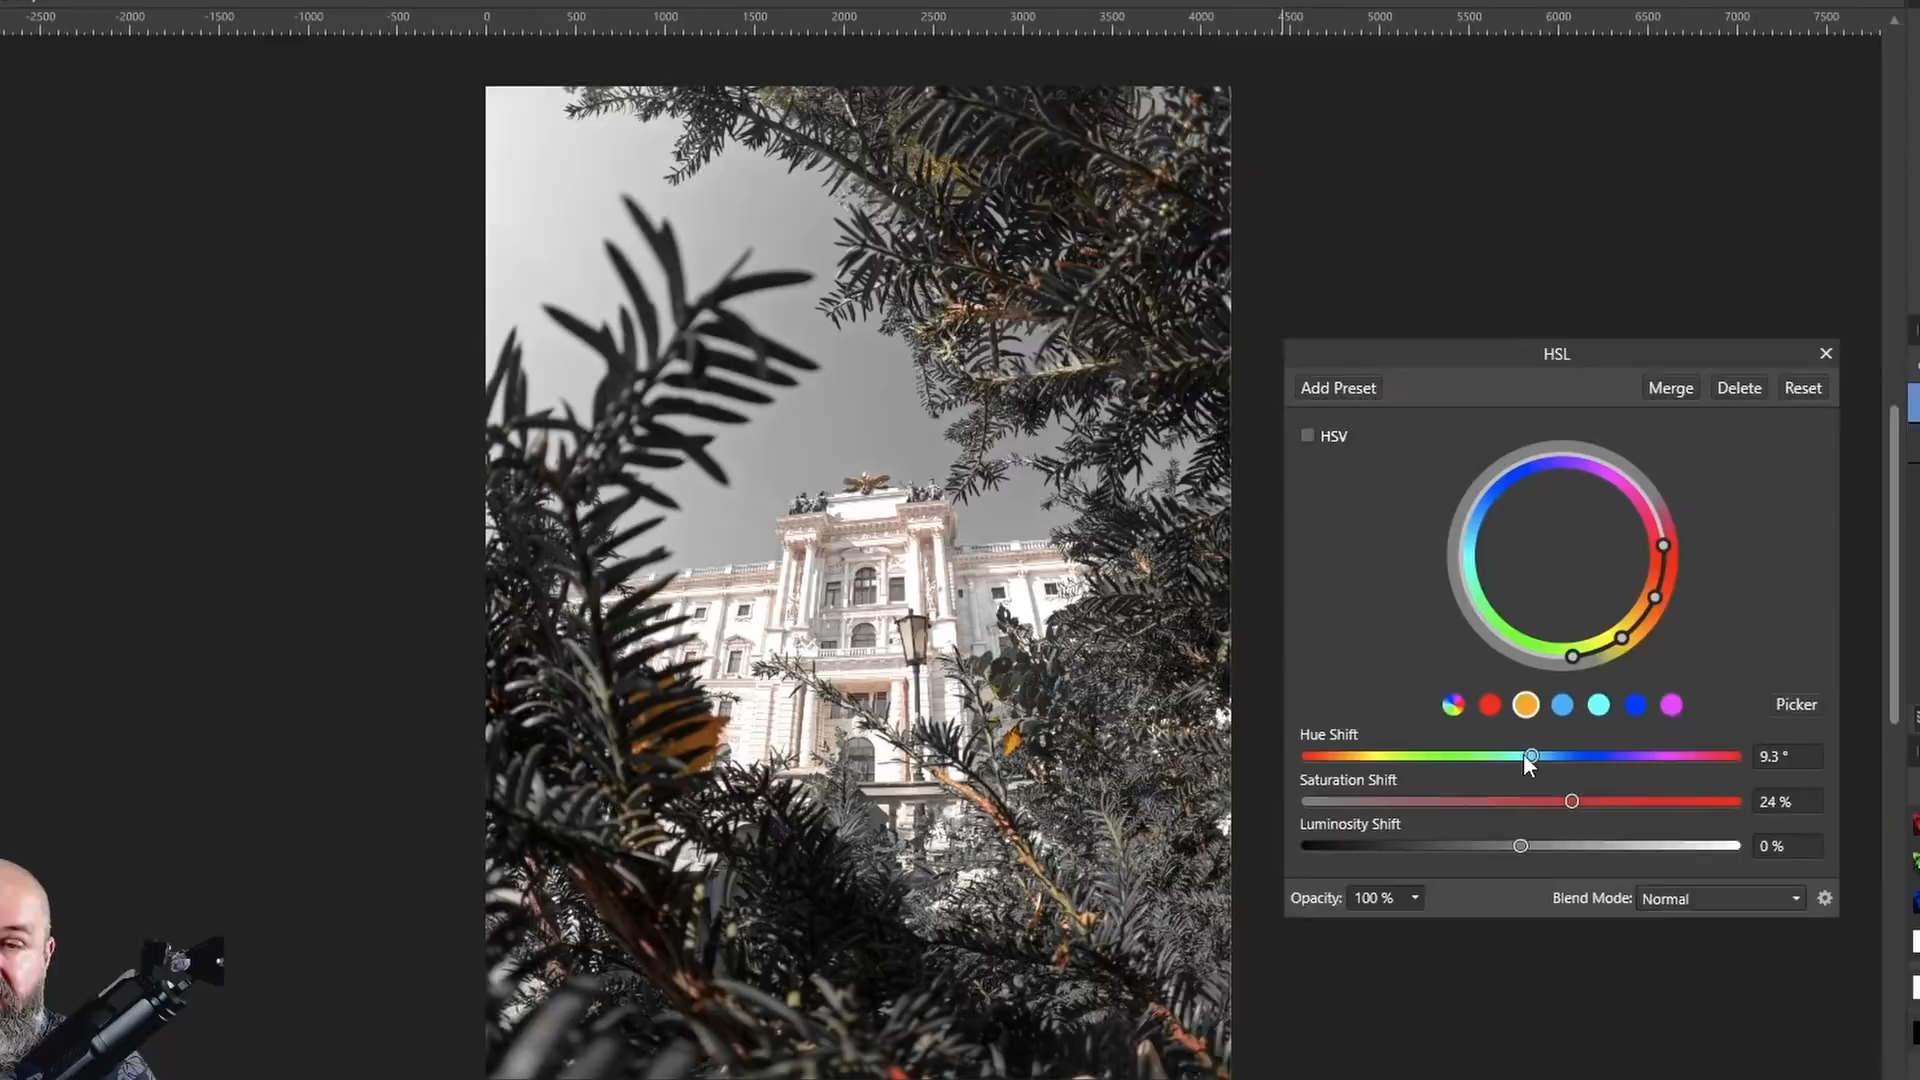 -2500 -2000 -1500 -1000 -500 0 500 1000 1500 2000 2500 3000 3500 4000 4500 5000 5500 6000 6500 7000 7500
HSL
Add Preset Merge Delete Reset
HSV
Picker
Hue Shift
9.3 °
Saturation Shift
24 %
Luminosity Shift
0 %
Opacity: 100 % Blend Mode: Normal